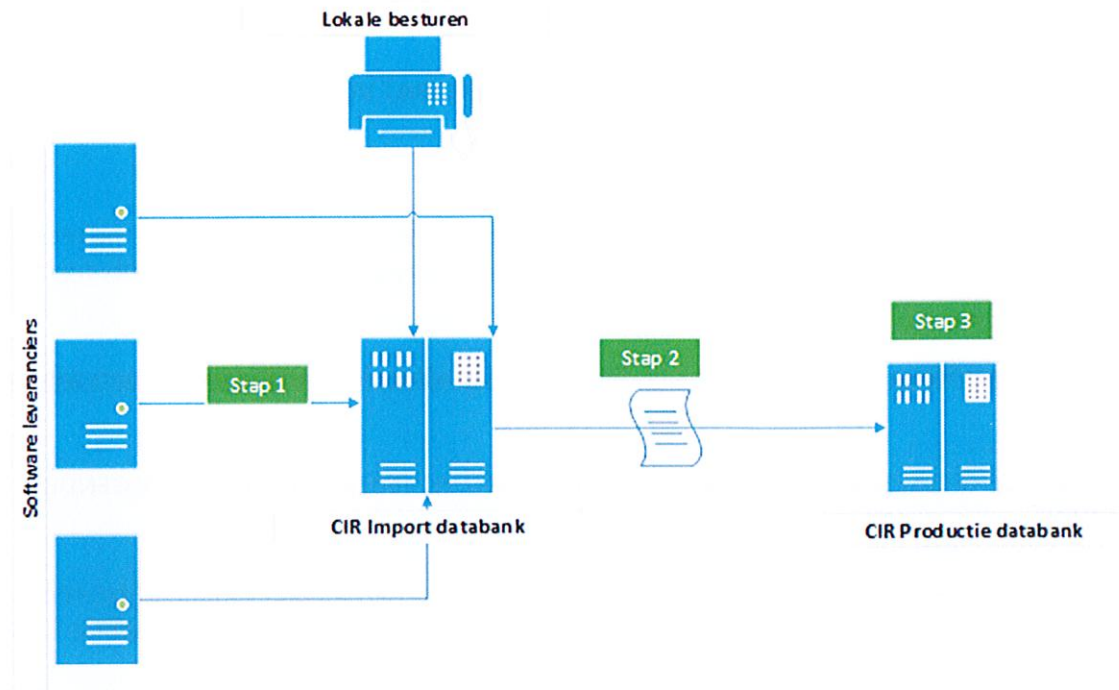 Lokale besturen
Software leveranciers
Stap 1
Stap 2
Stap 3
CIR Import databank
CIR Productie databank